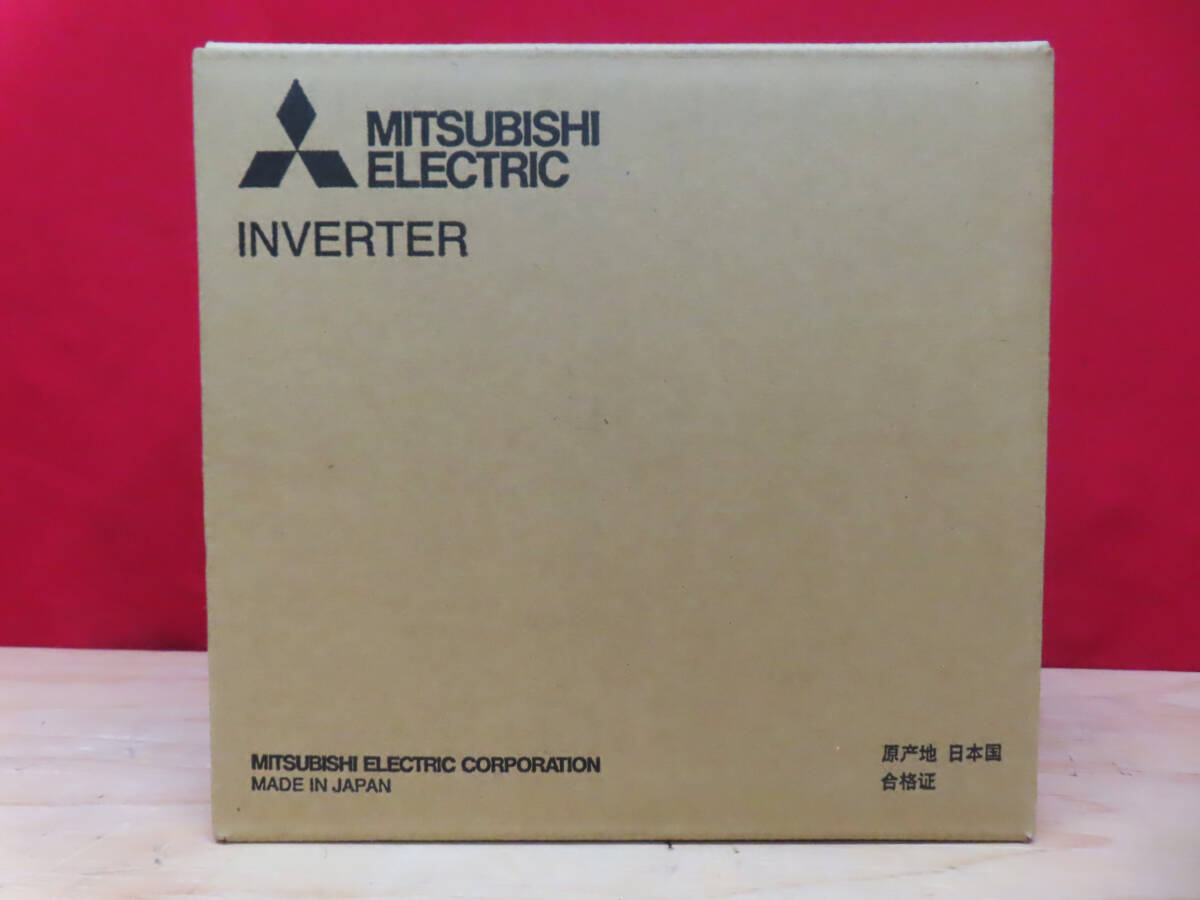 MITSUBISHI
ELECTRIC
INVERTER
MITSUBISHI ELECTRIC CORPORATION
MADE IN JAPAN
原产地 日本国
合格证